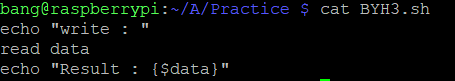 bang@raspberrypi:~/A/Practice $ cat BYH3.sh
echo "write : "
read data
echo "Result : {$data}"